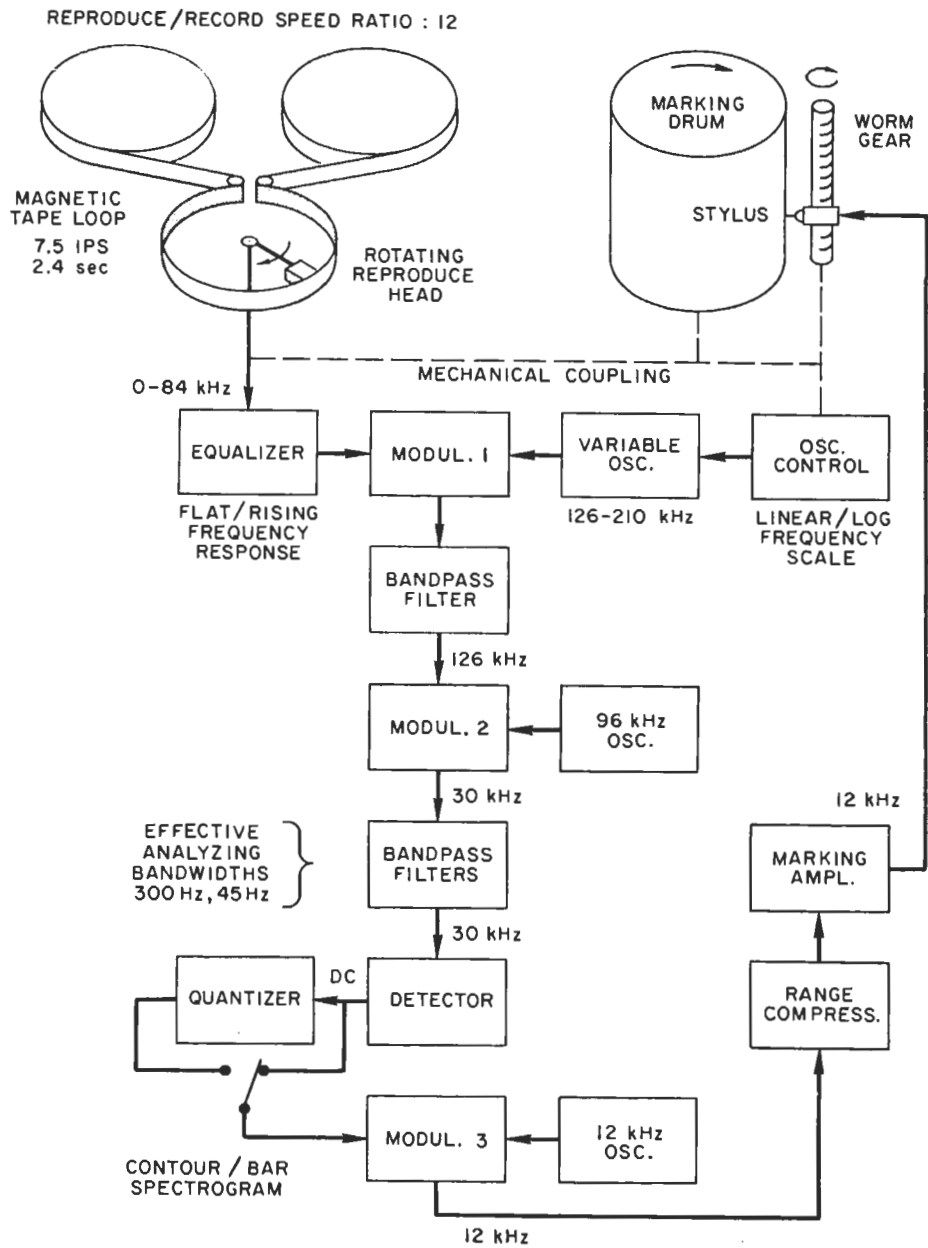 REPRODUCE/RECORD SPEED RATIO : 12
MARKING
DRUM
WORM
GEAR
MAGNETIC
TAPE LOOP
7.5 IPS
2.4 sec
STYLUS
ROTATING
REPRODUCE
HEAD
MECHANICAL COUPLING
0-84 kHz
EQUALIZER
MODUL. 1
VARIABLE
OSC.
OSC.
CONTROL
FLAT/RISING
FREQUENCY
RESPONSE
126-210 kHz
LINEAR/LOG
FREQUENCY
SCALE
BANDPASS
FILTER
126 kHz
MODUL. 2
96 kHz
OSC.
30 kHz
12 kHz
EFFECTIVE
ANALYZING
BANDWIDTHS
300 Hz, 45 Hz
BANDPASS
FILTERS
MARKING
AMPL.
30 kHz
DC
QUANTIZER
DETECTOR
RANGE
COMPRESS.
MODUL. 3
12 kHz
OSC.
CONTOUR / BAR
SPECTROGRAM
12 kHz